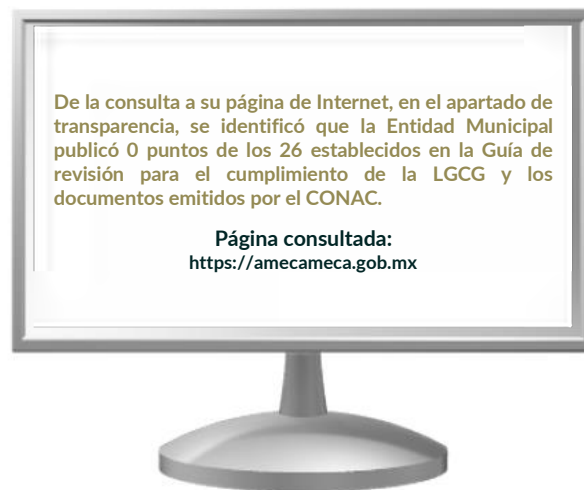 De la consulta a su página de Internet, en el apartado de
transparencia, se identificó que la Entidad Municipal
publicó 0 puntos de los 26 establecidos en la Guía de
revisión para el cumplimiento de la LGCG y los
documentos emitidos por el CONAC.
Página consultada:
https://amecameca.gob.mx